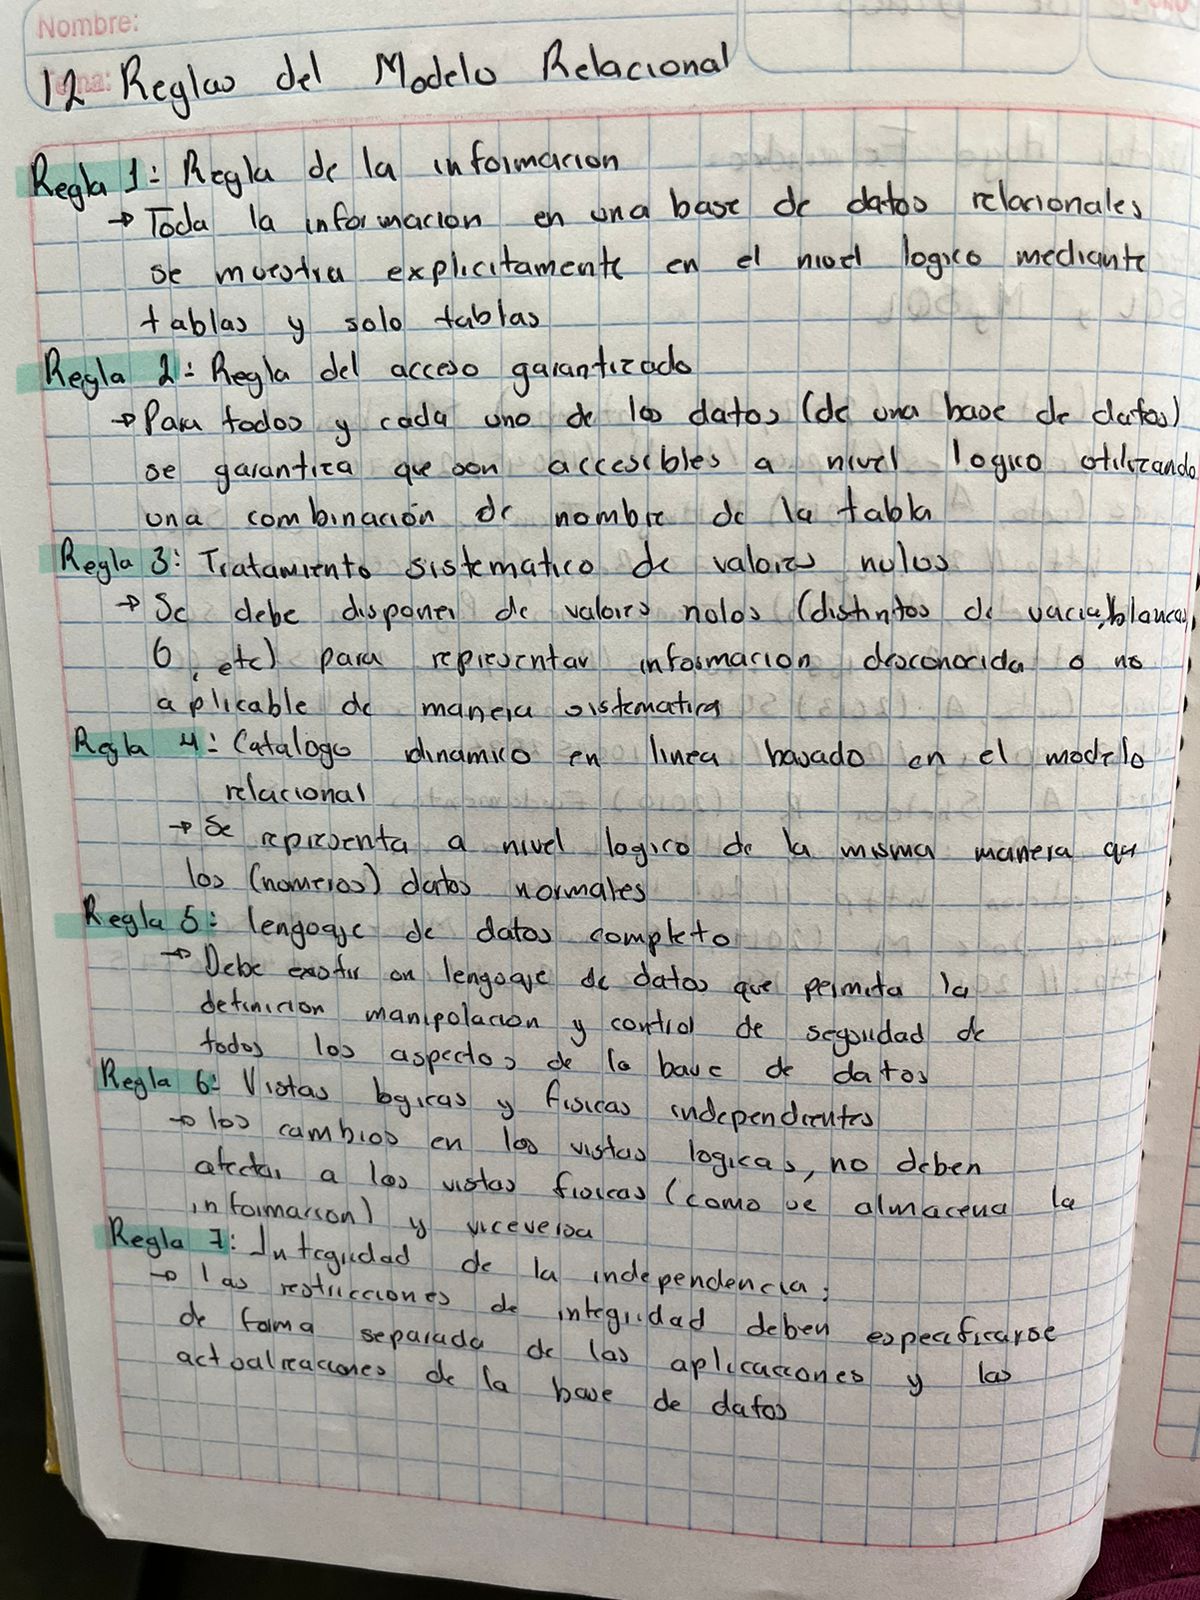 Nombre:
12 Reglas del Modelo Relacional
Regla 1: Regla de la informacion
→ Toda la informacion en una base de datos relacionales
se muestra explicitamente en el nivel logico mediante
tablas y solo tablas
Regla 2: Regla del acceso garantizado
→ Para todos y cada uno de los datos (de una base de datos)
se garantiza que son accesibles a nivel logico utilizando
una combinación de nombre de la tabla
Regla 3: Tratamiento sistematico de valores nulos
→ Se debe disponer de valores nulos (distintos de vacia, blancas,
0, etc) para representar informacion desconocida o no
aplicable de manera sistematica
Regla 4: Catalogo dinamico en linea basado en el modelo
relacional
→ Se representa a nivel logico de la misma manera que
los (numeros) datos normales
Regla 5: lenguaje de datos completo
→ Debe existir un lenguaje de datos que permita la
definicion manipulacion y control de seguridad de
todos los aspectos de la base de datos
Regla 6: Vistas logicas y fisicas independientes
→ los cambios en las vistas logicas, no deben
afectar a las vistas fisicas (como se almacena la
informacion) y viceversa
Regla 7: Integridad de la independencia:
→ las restricciones de integridad deben especificarse
de forma separada de las aplicaciones y las
actualizaciones de la base de datos